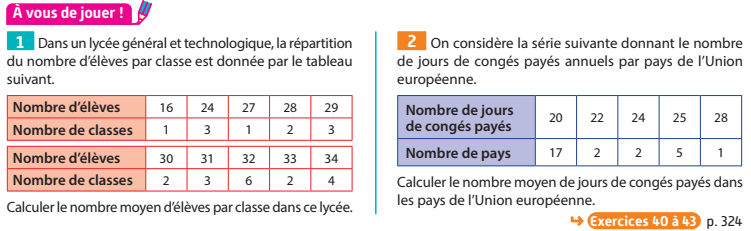 À vous de jouer !
1 Dans un lycée général et technologique, la répartition
du nombre d'élèves par classe est donnée par le tableau
suivant.
Nombre d'élèves 16 24 27 28 29
Nombre de classes 1 3 1 2 3
Nombre d'élèves 30 31 32 33 34
Nombre de classes 2 3 6 2 4
Calculer le nombre moyen d'élèves par classe dans ce lycée.
2 On considère la série suivante donnant le nombre
de jours de congés payés annuels par pays de l'Union
européenne.
Nombre de jours
de congés payés 20 22 24 25 28
Nombre de pays 17 2 2 5 1
Calculer le nombre moyen de jours de congés payés dans
les pays de l'Union européenne.
Exercices 40 à 43 p. 324